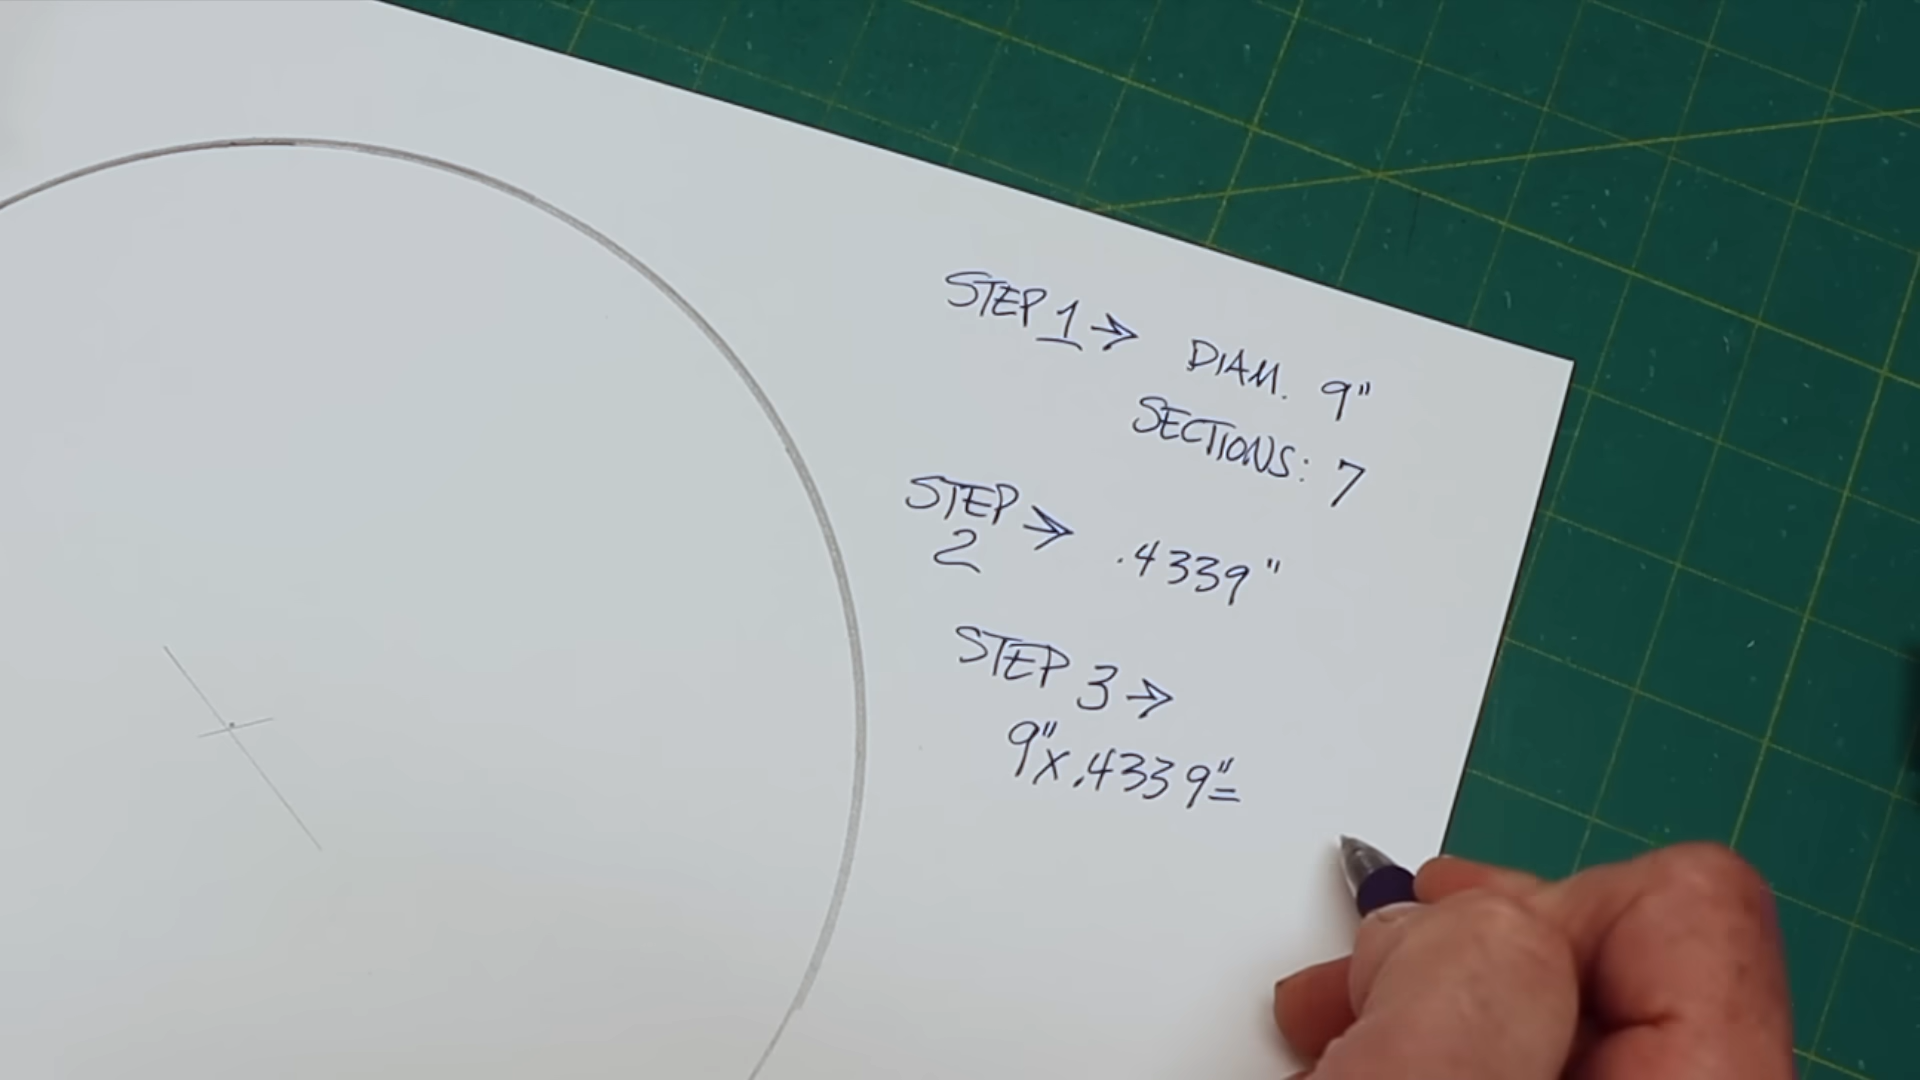 STEP 1 → DIAM. 9"
SECTIONS: 7
STEP → .4339"
2
STEP 3 →
9"x.4339"=